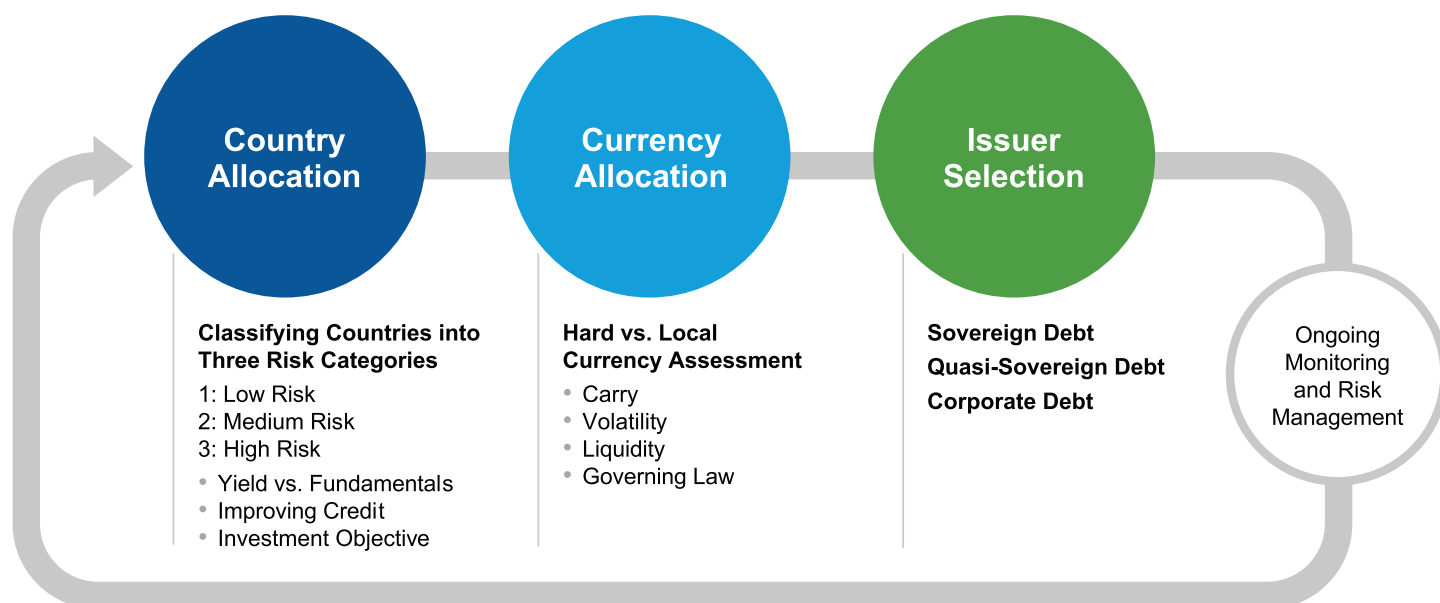 Country
Allocation
Currency
Allocation
Issuer
Selection
Classifying Countries into
Three Risk Categories
1: Low Risk
2: Medium Risk
3: High Risk
• Yield vs. Fundamentals
• Improving Credit
• Investment Objective
Hard vs. Local
Currency Assessment
• Carry
• Volatility
• Liquidity
• Governing Law
Sovereign Debt
Quasi-Sovereign Debt
Corporate Debt
Ongoing
Monitoring
and Risk
Management